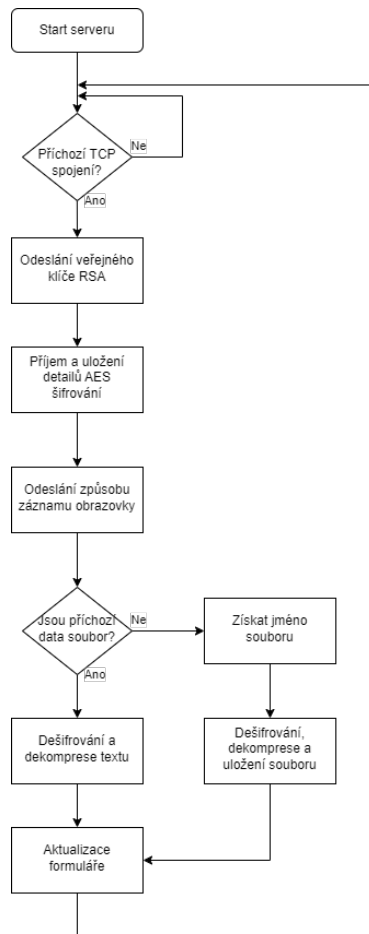 Start serveru
Příchozí TCP
spojení?
Ne
Ano
Odeslání veřejného
klíče RSA
Příjem a uložení
detailů AES
šifrování
Odeslání způsobu
záznamu obrazovky
Jsou příchozí
data soubor?
Ne
Ano
Získat jméno
souboru
Dešifrování a
dekomprese textu
Dešifrování,
dekomprese a
uložení souboru
Aktualizace
formuláře